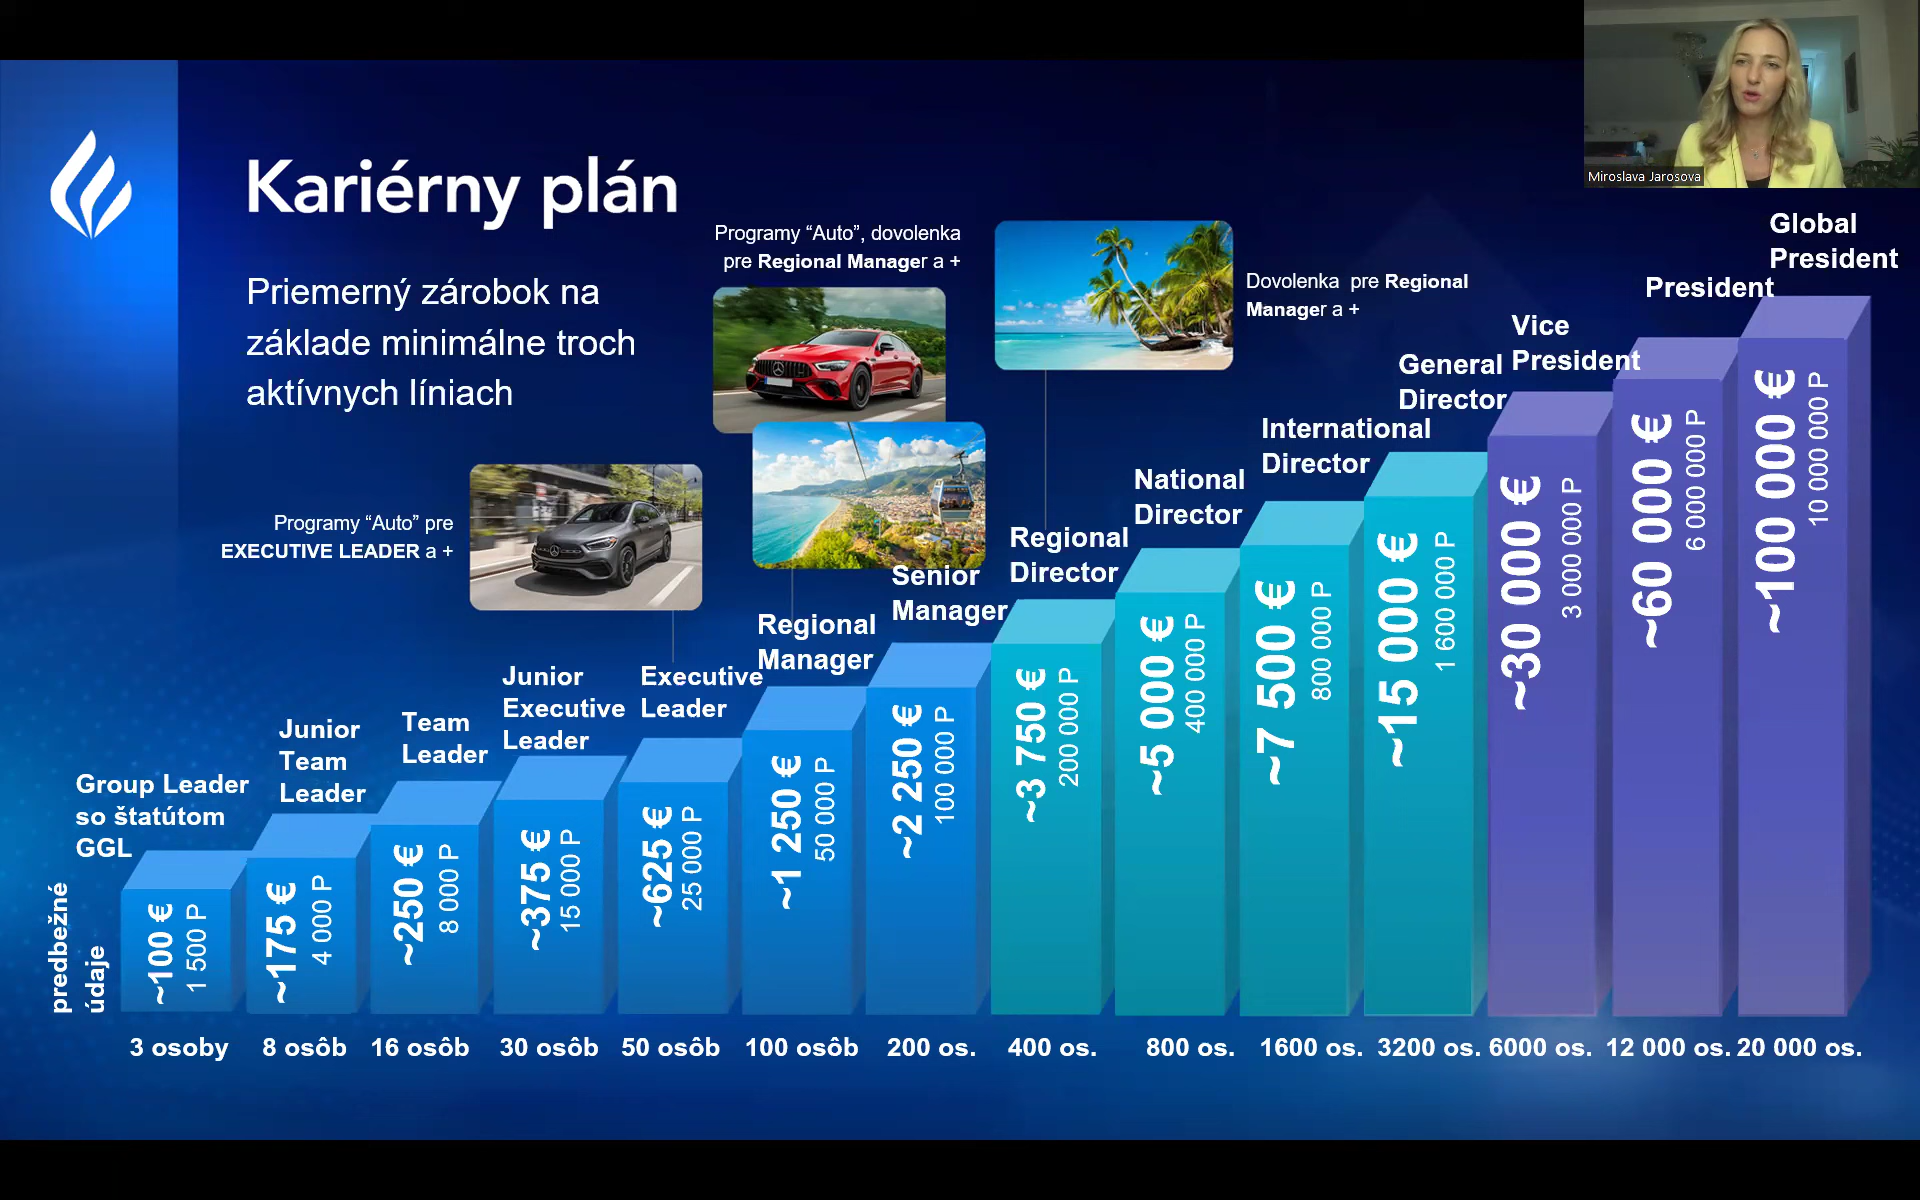 Miroslava Jarosova
Kariérny plán
Priemerný zárobok na
základe minimálne troch
aktívnych líniach
Programy “Auto”, dovolenka
pre Regional Manager a +
Dovolenka pre Regional
Manager a +
Programy “Auto” pre
EXECUTIVE LEADER a +
predbežné
údaje
Group Leader
so štatútom
GGL
~100 €
1 500 P
3 osoby
Junior
Team
Leader
~175 €
4 000 P
8 osôb
Team
Leader
~250 €
8 000 P
16 osôb
Junior
Executive
Leader
~375 €
15 000 P
30 osôb
Executive
Leader
~625 €
25 000 P
50 osôb
Regional
Manager
~1 250 €
50 000 P
100 osôb
Senior
Manager
~2 250 €
100 000 P
200 os.
Regional
Director
~3 750 €
200 000 P
400 os.
National
Director
~5 000 €
400 000 P
800 os.
International
Director
~7 500 €
800 000 P
1600 os.
General
Director
~15 000 €
1 600 000 P
3200 os.
Vice
President
~30 000 €
3 000 000 P
6000 os.
President
~60 000 €
6 000 000 P
12 000 os.
Global
President
~100 000 €
10 000 000 P
20 000 os.